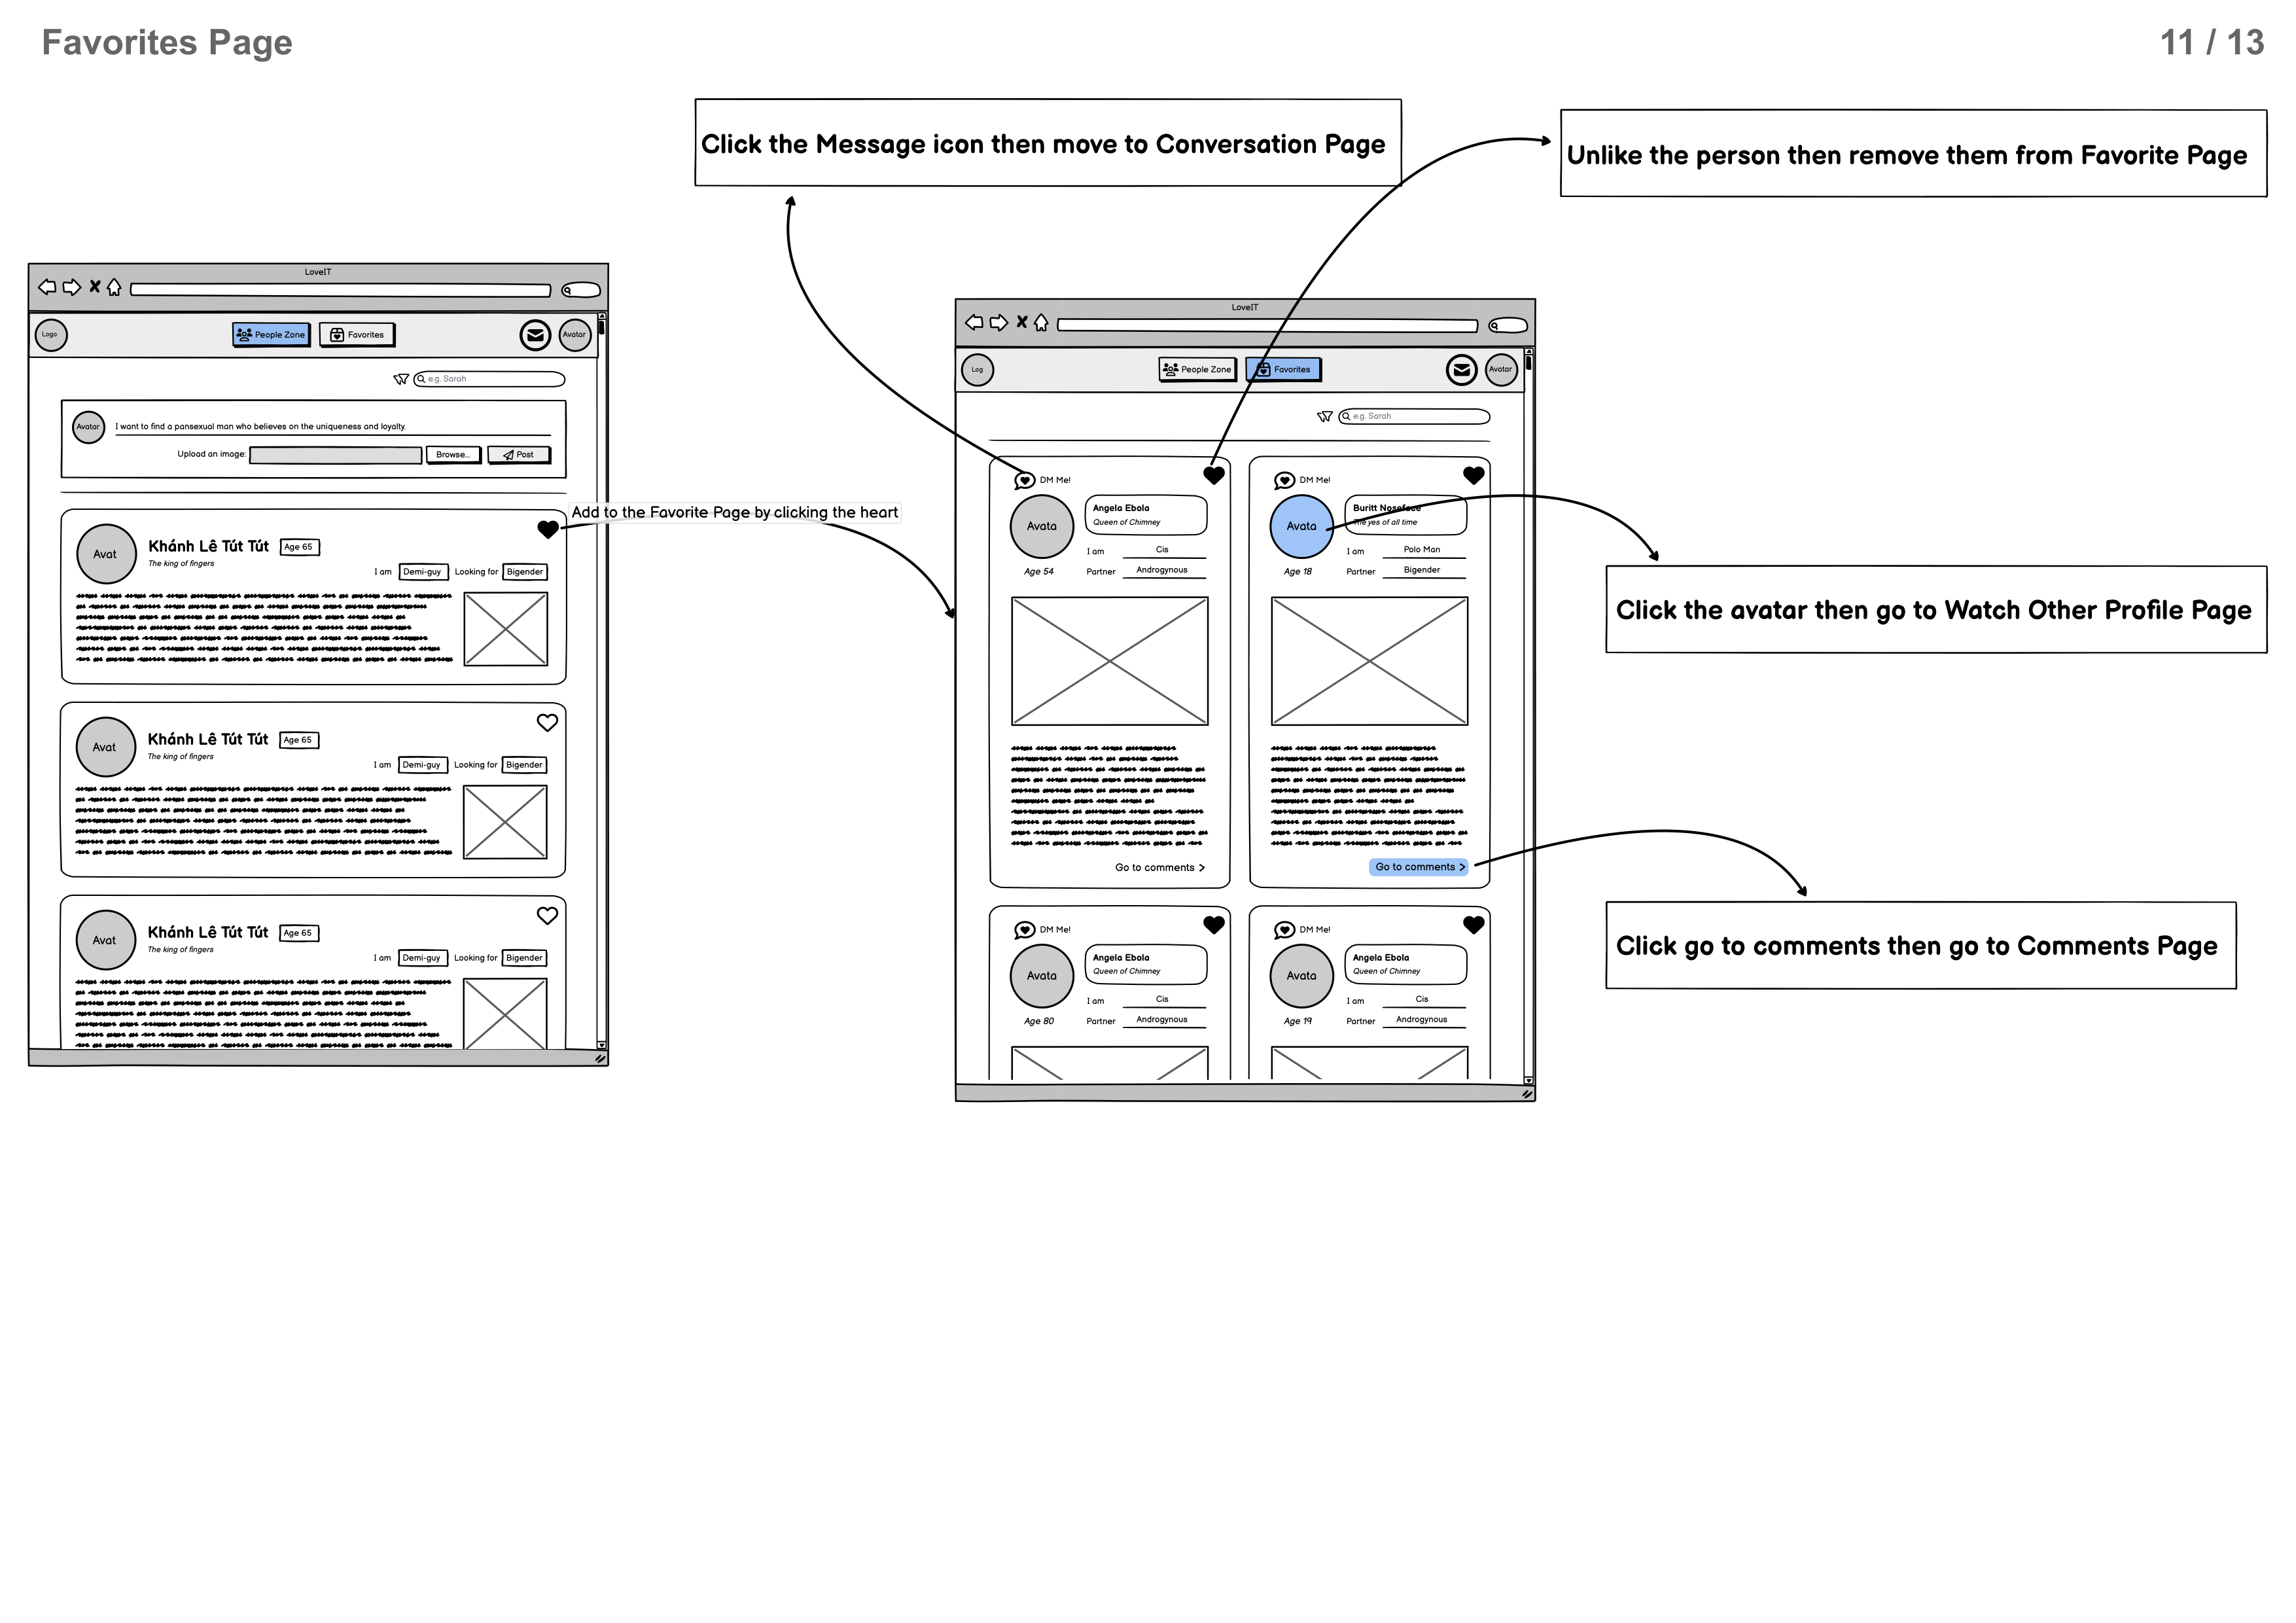 Favorites Page
11 / 13
Click the Message icon then move to Conversation Page
Unlike the person then remove them from Favorite Page
LoveIT
Logo
People Zone
Favorites
Avatar
e.g. Sarah
Avatar
I want to find a pansexual man who believes on the uniqueness and loyalty.
Upload an image:
Browse...
Post
Add to the Favorite Page by clicking the heart
Avat
Khánh Lê Tút Tút
Age 65
The king of fingers
I am
Demi-guy
Looking for
Bigender
Avat
Khánh Lê Tút Tút
Age 65
The king of fingers
I am
Demi-guy
Looking for
Bigender
Avat
Khánh Lê Tút Tút
Age 65
The king of fingers
I am
Demi-guy
Looking for
Bigender
LoveIT
Log
People Zone
Favorites
Avatar
e.g. Sarah
DM Me!
Avata
Angela Ebola
Queen of Chimney
I am
Cis
Age 54
Partner
Androgynous
Go to comments >
DM Me!
Avata
Buritt Noseface
The yes of all time
I am
Polo Man
Age 18
Partner
Bigender
Go to comments >
DM Me!
Avata
Angela Ebola
Queen of Chimney
I am
Cis
Age 80
Partner
Androgynous
DM Me!
Avata
Angela Ebola
Queen of Chimney
I am
Cis
Age 19
Partner
Androgynous
Click the avatar then go to Watch Other Profile Page
Click go to comments then go to Comments Page